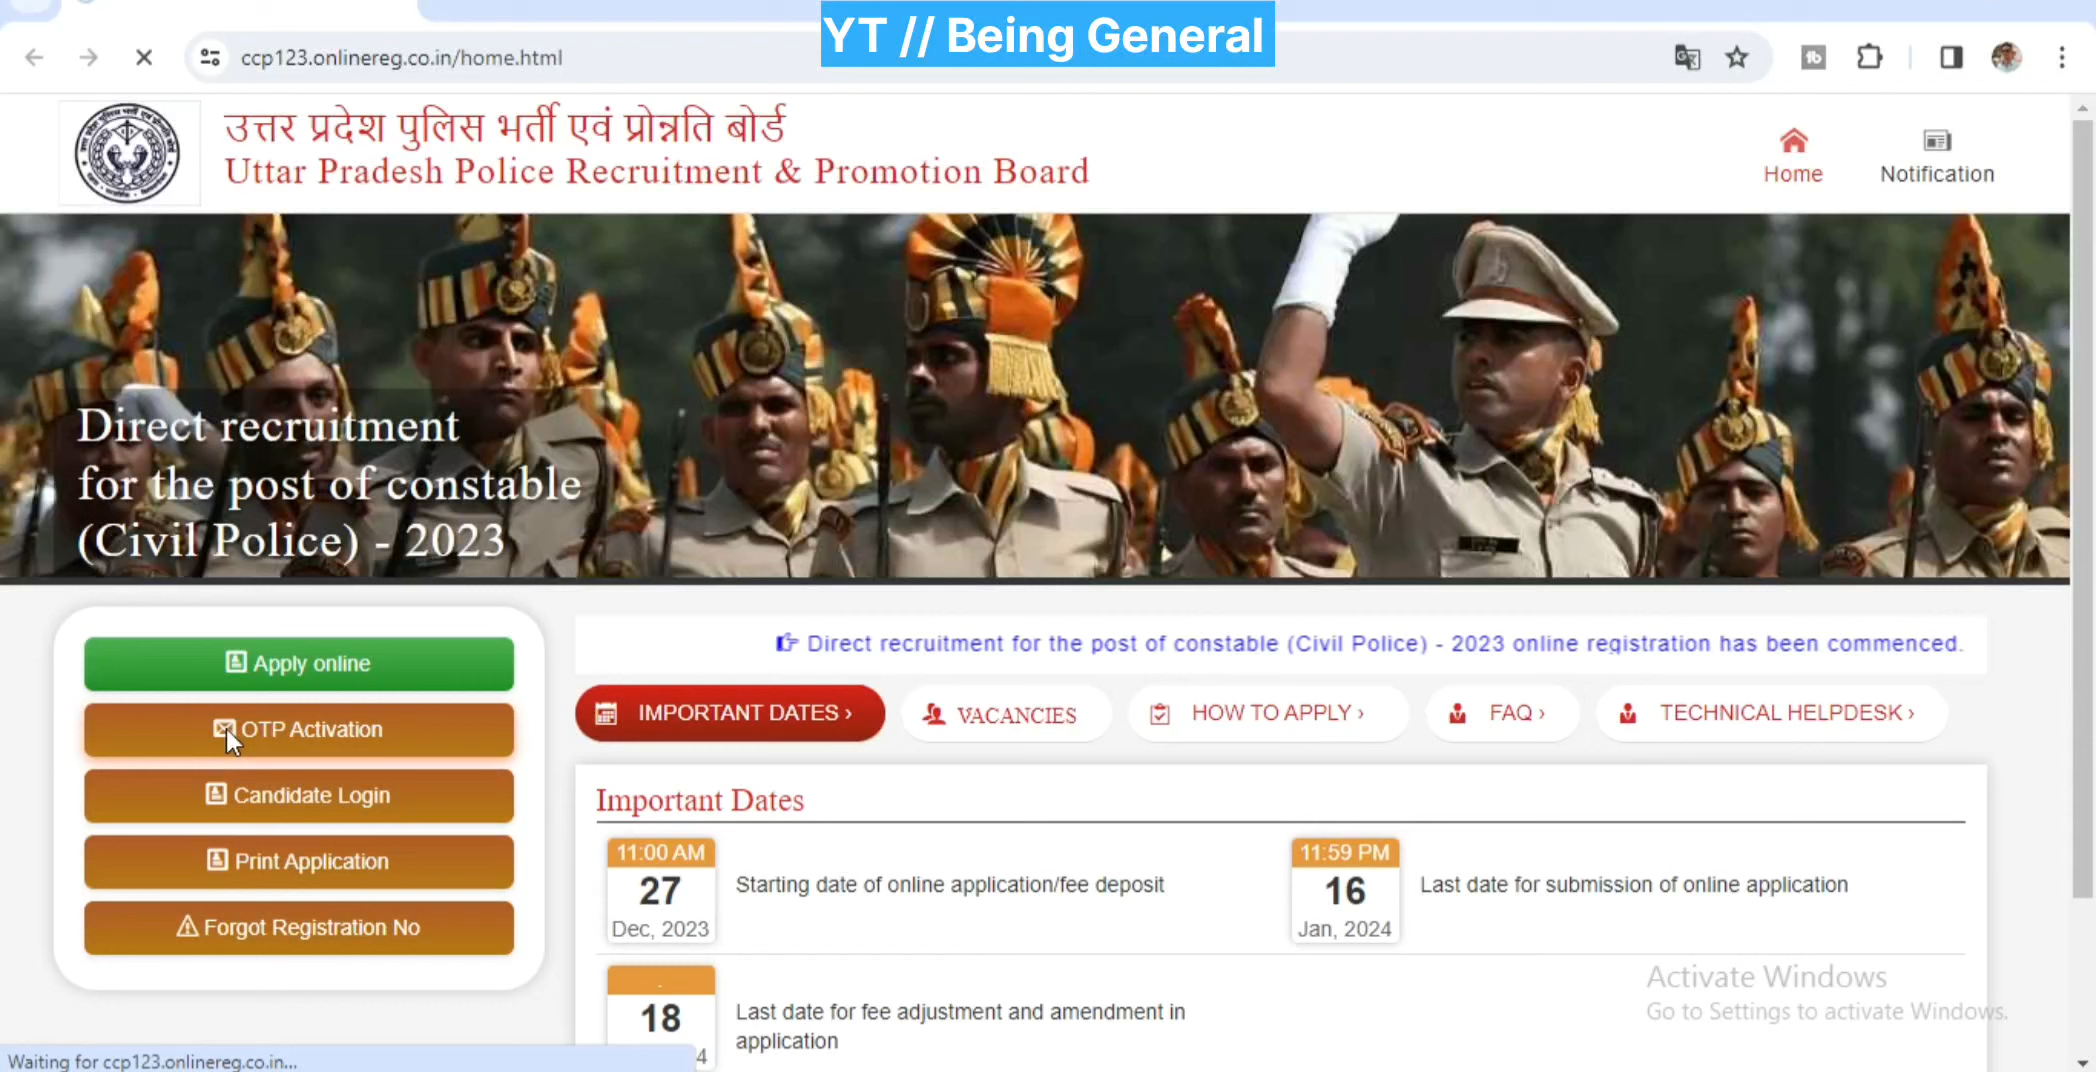 YT // Being General
ccp123.onlinereg.co.in/home.html
उत्तर प्रदेश पुलिस भर्ती एवं प्रोन्नति बोर्ड
Uttar Pradesh Police Recruitment & Promotion Board
Home
Notification
Direct recruitment
for the post of constable
(Civil Police) - 2023
Apply online
OTP Activation
Candidate Login
Print Application
Forgot Registration No
Direct recruitment for the post of constable (Civil Police) - 2023 online registration has been commenced.
IMPORTANT DATES ›
VACANCIES
HOW TO APPLY ›
FAQ ›
TECHNICAL HELPDESK ›
Important Dates
11:00 AM
27
Dec, 2023
Starting date of online application/fee deposit
11:59 PM
16
Jan, 2024
Last date for submission of online application
18
4
Last date for fee adjustment and amendment in
application
Activate Windows
Go to Settings to activate Windows.
Waiting for ccp123.onlinereg.co.in...